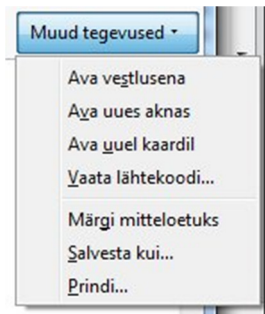 Muud tegevused
Ava vestlusena
Ava uues aknas
Ava uuel kaardil
Vaata lähtekoodi...
Märgi mitteloetuks
Salvesta kui...
Prindi...